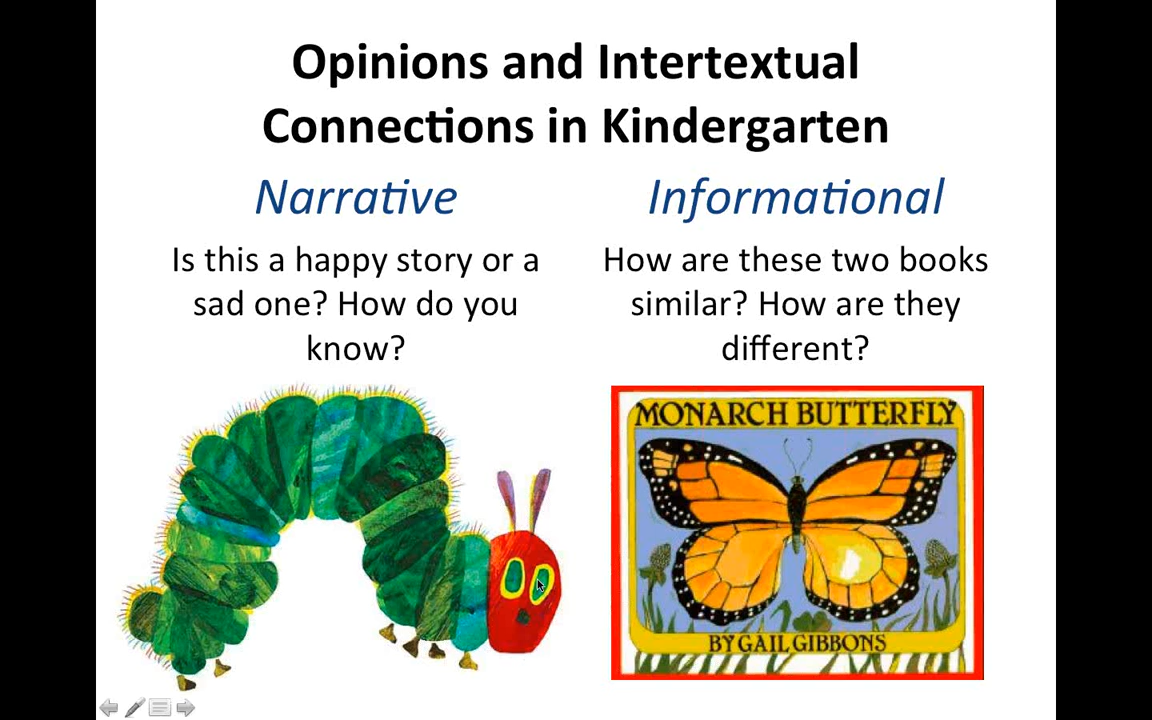 Opinions and Intertextual
Connections in Kindergarten
Narrative
Is this a happy story or a
sad one? How do you
know?
Informational
How are these two books
similar? How are they
different?
MONARCH BUTTERFLY
BY GAIL GIBBONS